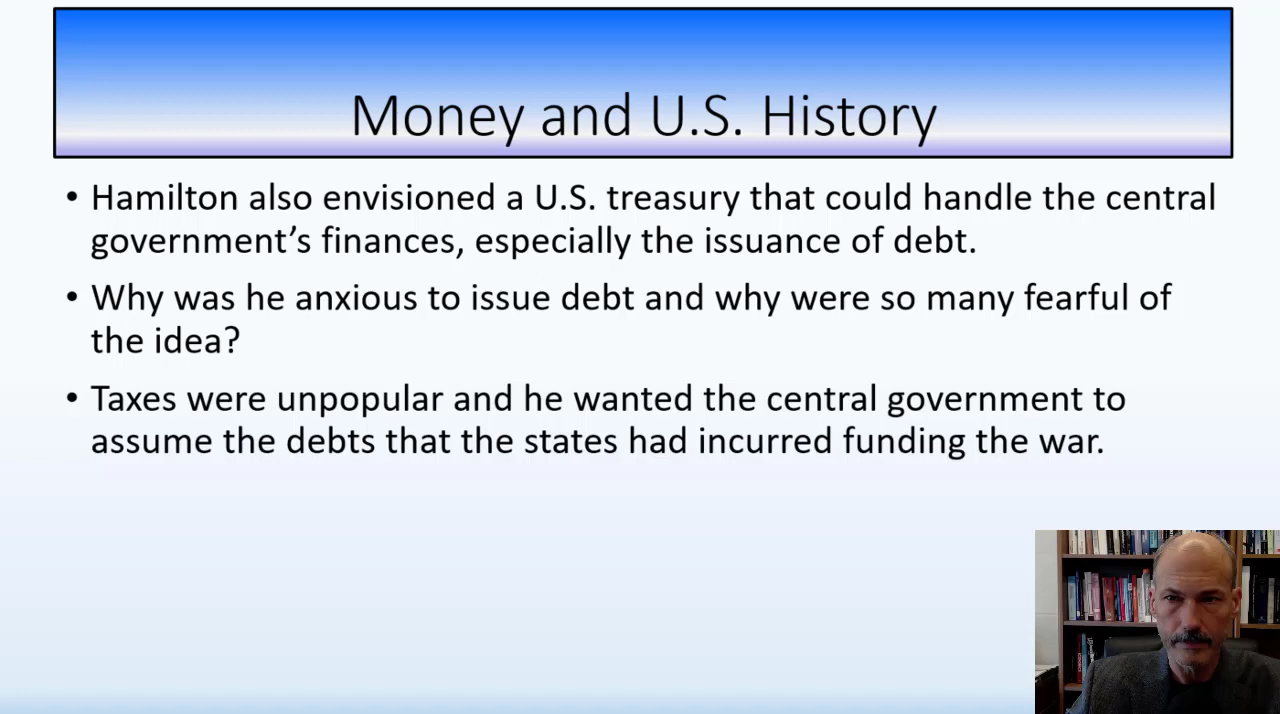 Money and U.S. History
• Hamilton also envisioned a U.S. treasury that could handle the central
government’s finances, especially the issuance of debt.
• Why was he anxious to issue debt and why were so many fearful of
the idea?
• Taxes were unpopular and he wanted the central government to
assume the debts that the states had incurred funding the war.